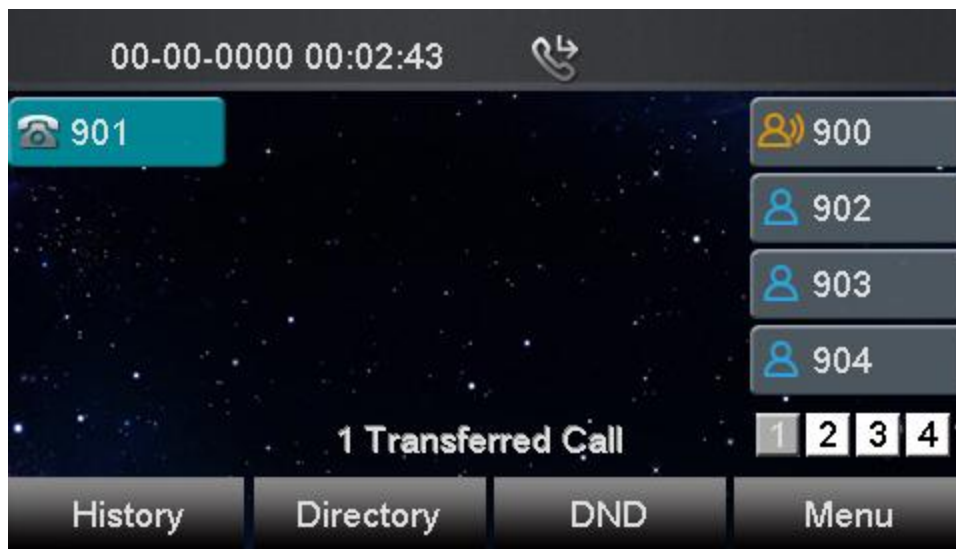 00-00-0000 00:02:43
901
900
902
903
904
1 Transferred Call
1 2 3 4
History Directory DND Menu